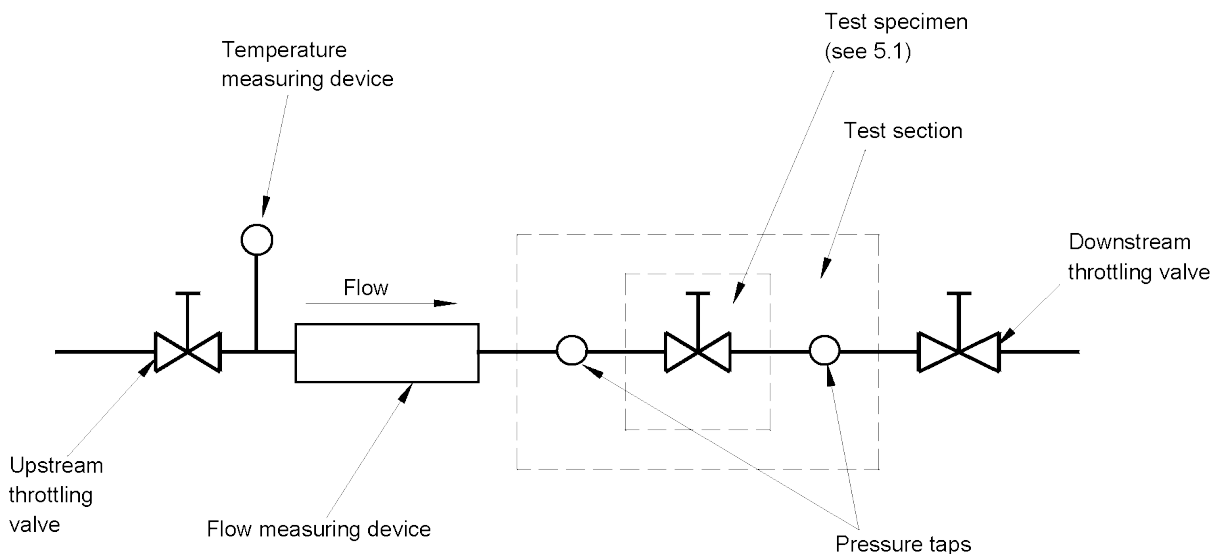 Test specimen
(see 5.1)
Temperature
measuring device
Test section
Downstream
throttling valve
Flow
Upstream
throttling
valve
Flow measuring device
Pressure taps